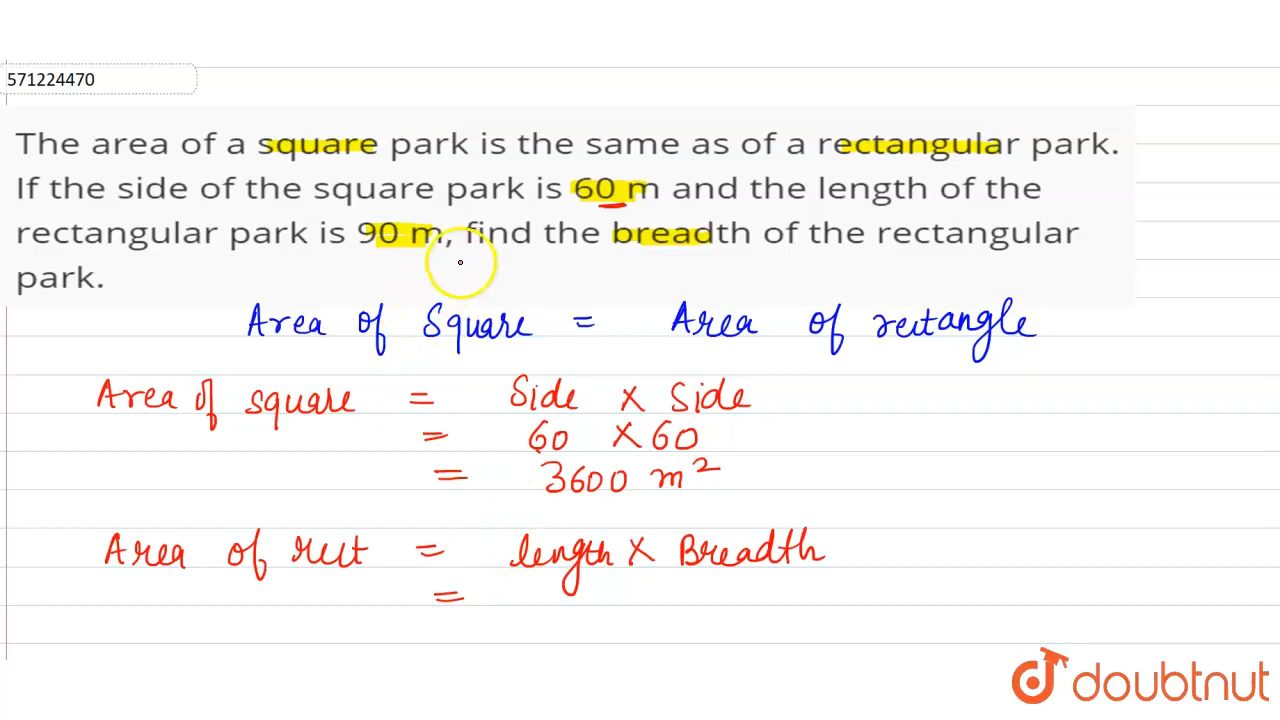 571224470
The area of a square park is the same as of a rectangular park.
If the side of the square park is 60 m and the length of the
rectangular park is 90 m, find the breadth of the rectangular
park.
Area of Square = Area of rectangle
Area of square = Side × Side
= 60 × 60
= 3600 m²
Area of rect = length × Breadth
=
doubtnut